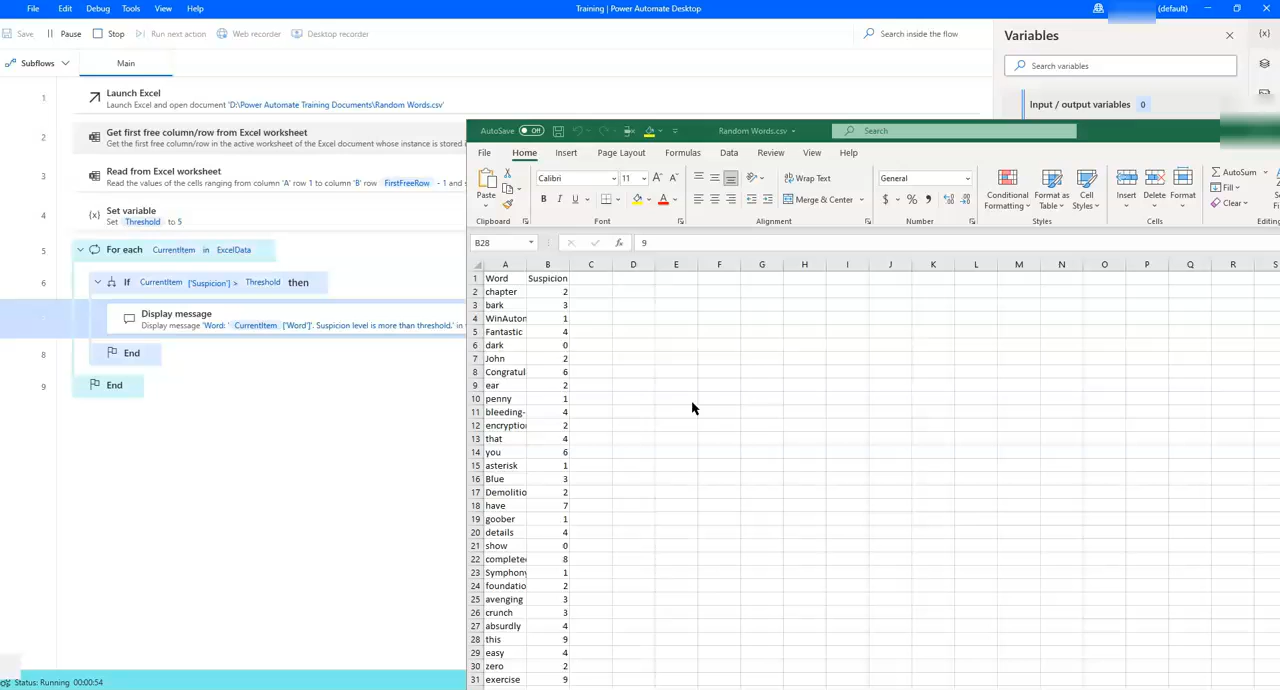 File Edit Debug Tools View Help Training | Power Automate Desktop (default)
Save Pause Stop Run next action Web recorder Desktop recorder Search inside the flow
Subflows Main
1 Launch Excel
Launch Excel and open document 'D:\Power Automate Training Documents\Random Words.csv'
2 Get first free column/row from Excel worksheet
Get the first free column/row in the active worksheet of the Excel document whose instance is stored i
3 Read from Excel worksheet
Read the values of the cells ranging from column 'A' row 1 to column 'B' row FirstFreeRow - 1 and s
4 {x} Set variable
Set Threshold to 5
5 For each CurrentItem in ExcelData
6 If CurrentItem ['Suspicion'] > Threshold then
Display message
Display message 'Word: ' CurrentItem ['Word']'. Suspicion level is more than threshold.' in
8 End
9 End
Status: Running 00:00:54
Variables {x}
Search variables
Input / output variables 0
AutoSave Off Random Words.csv Search
File Home Insert Page Layout Formulas Data Review View Help
Paste Calibri 11 Wrap Text General Conditional Formatting Format as Table Cell Styles Insert Delete Format AutoSum
B I U Merge & Center $ % Fill
Clear
Clipboard Font Alignment Number Styles Cells Editing
B28 fx 9
A B C D E F G H I J K L M N O P Q R S
1 Word Suspicion
2 chapter 2
3 bark 3
4 WinAuton 1
5 Fantastic 4
6 dark 0
7 John 2
8 Congratul 6
9 ear 2
10 penny 1
11 bleeding- 4
12 encryption 2
13 that 4
14 you 6
15 asterisk 1
16 Blue 3
17 Demolitio 2
18 have 7
19 goober 1
20 details 4
21 show 0
22 completed 8
23 Symphony 1
24 foundatio 2
25 avenging 3
26 crunch 3
27 absurdly 4
28 this 9
29 easy 4
30 zero 2
31 exercise 9